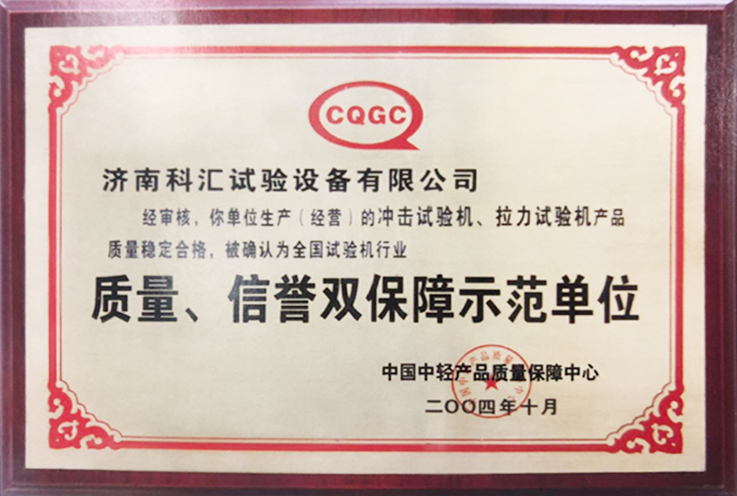 CQGC
济南科汇试验设备有限公司
经审核，你单位生产（经营）的冲击试验机、拉力试验机产品
质量稳定合格，被确认为全国试验机行业
质量、信誉双保障示范单位
中国中轻产品质量保障中心
二〇〇四年十月